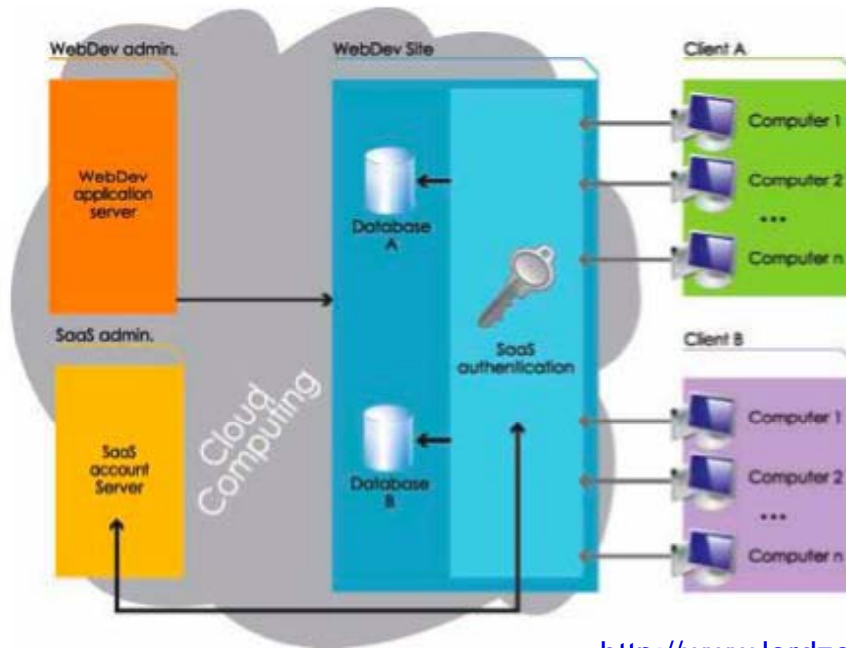 WebDev admin.
WebDev
application
server
SaaS admin.
SaaS
account
Server
Cloud
Computing
WebDev Site
Database
A
SaaS
authentication
Database
B
Client A
Computer 1
Computer 2
...
Computer n
Client B
Computer 1
Computer 2
...
Computer n